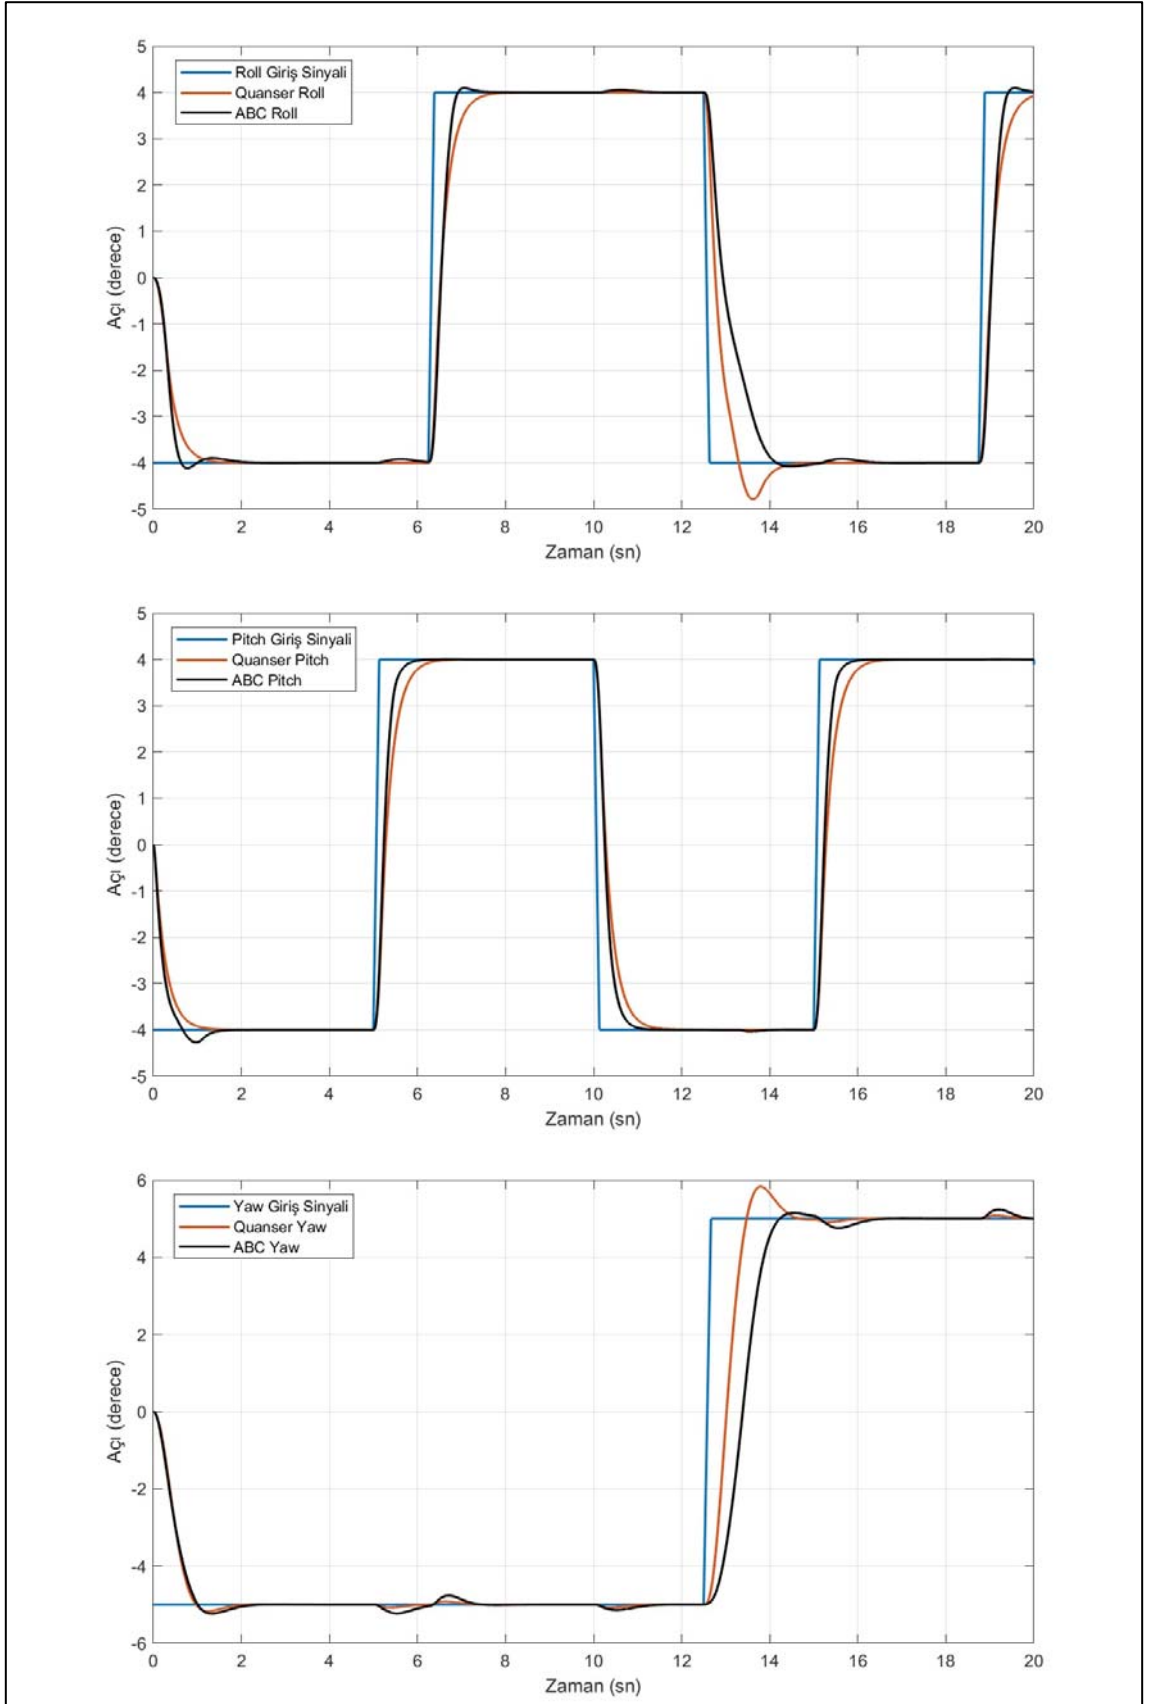 5
4
3
2
1
0
-1
-2
-3
-4
-5
Açı (derece)
Roll Giriş Sinyali
Quanser Roll
ABC Roll
0 2 4 6 8 10 12 14 16 18 20
Zaman (sn)
5
4
3
2
1
0
-1
-2
-3
-4
-5
Açı (derece)
Pitch Giriş Sinyali
Quanser Pitch
ABC Pitch
0 2 4 6 8 10 12 14 16 18 20
Zaman (sn)
6
4
2
0
-2
-4
-6
Açı (derece)
Yaw Giriş Sinyali
Quanser Yaw
ABC Yaw
0 2 4 6 8 10 12 14 16 18 20
Zaman (sn)